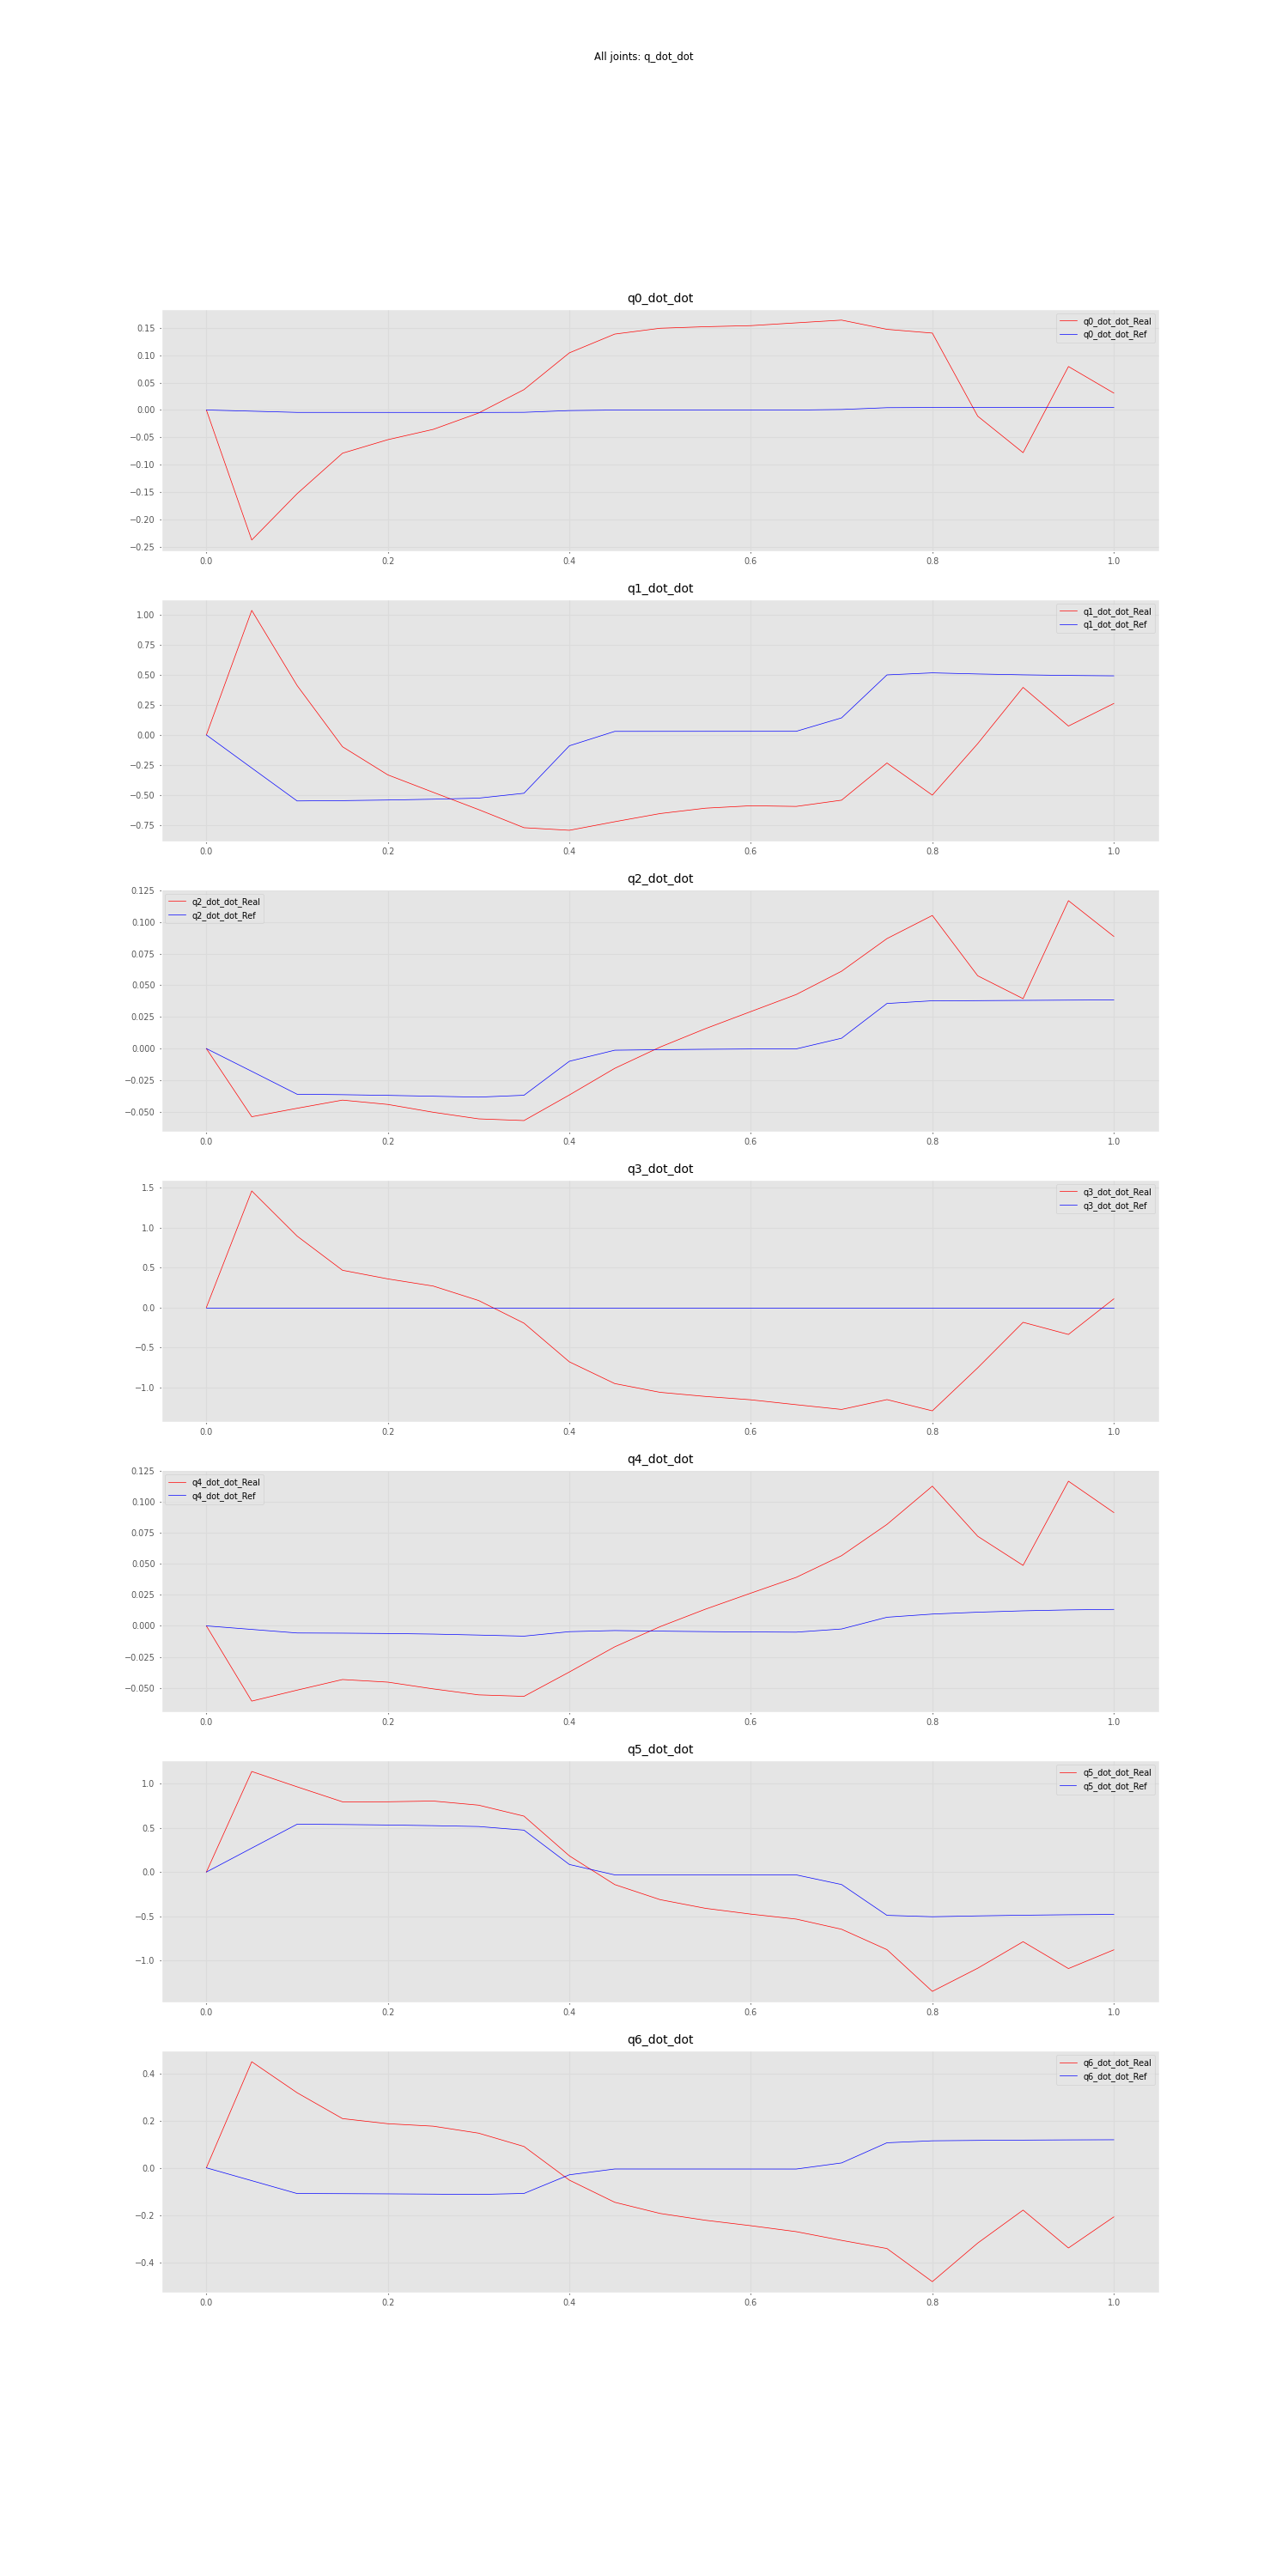 All joints: q_dot_dot
q0_dot_dot
0.15
0.10
0.05
0.00
−0.05
−0.10
−0.15
−0.20
−0.25
q0_dot_dot_Real
q0_dot_dot_Ref
0.0 0.2 0.4 0.6 0.8 1.0
q1_dot_dot
1.00
0.75
0.50
0.25
0.00
−0.25
−0.50
−0.75
q1_dot_dot_Real
q1_dot_dot_Ref
0.0 0.2 0.4 0.6 0.8 1.0
q2_dot_dot
0.125
0.100
0.075
0.050
0.025
0.000
−0.025
−0.050
q2_dot_dot_Real
q2_dot_dot_Ref
0.0 0.2 0.4 0.6 0.8 1.0
q3_dot_dot
1.5
1.0
0.5
0.0
−0.5
−1.0
q3_dot_dot_Real
q3_dot_dot_Ref
0.0 0.2 0.4 0.6 0.8 1.0
q4_dot_dot
0.125
0.100
0.075
0.050
0.025
0.000
−0.025
−0.050
q4_dot_dot_Real
q4_dot_dot_Ref
0.0 0.2 0.4 0.6 0.8 1.0
q5_dot_dot
1.0
0.5
0.0
−0.5
−1.0
q5_dot_dot_Real
q5_dot_dot_Ref
0.0 0.2 0.4 0.6 0.8 1.0
q6_dot_dot
0.4
0.2
0.0
−0.2
−0.4
q6_dot_dot_Real
q6_dot_dot_Ref
0.0 0.2 0.4 0.6 0.8 1.0